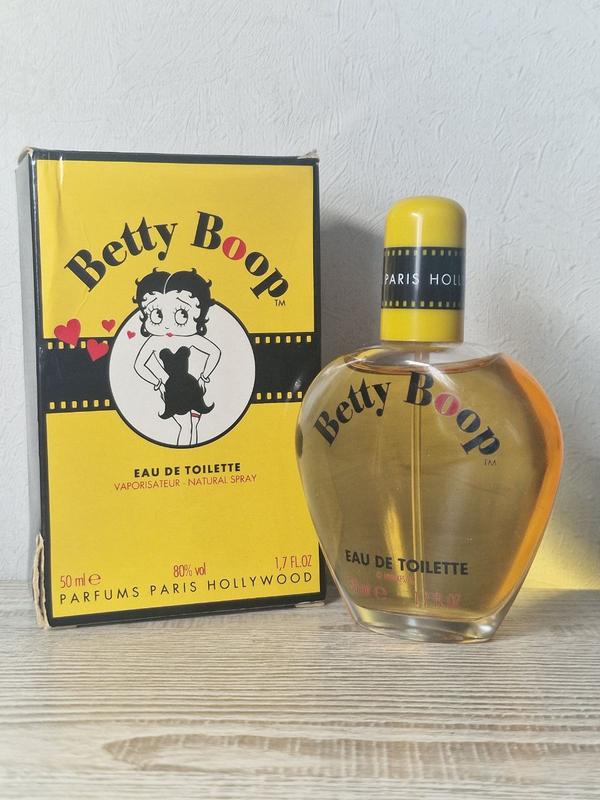 Betty Boop
TM
EAU DE TOILETTE
VAPORISATEUR - NATURAL SPRAY
50 ml e
80% vol
1,7 FL.OZ
PARFUMS PARIS HOLLYWOOD
PARIS HOLL
Betty Boop
TM
EAU DE TOILETTE